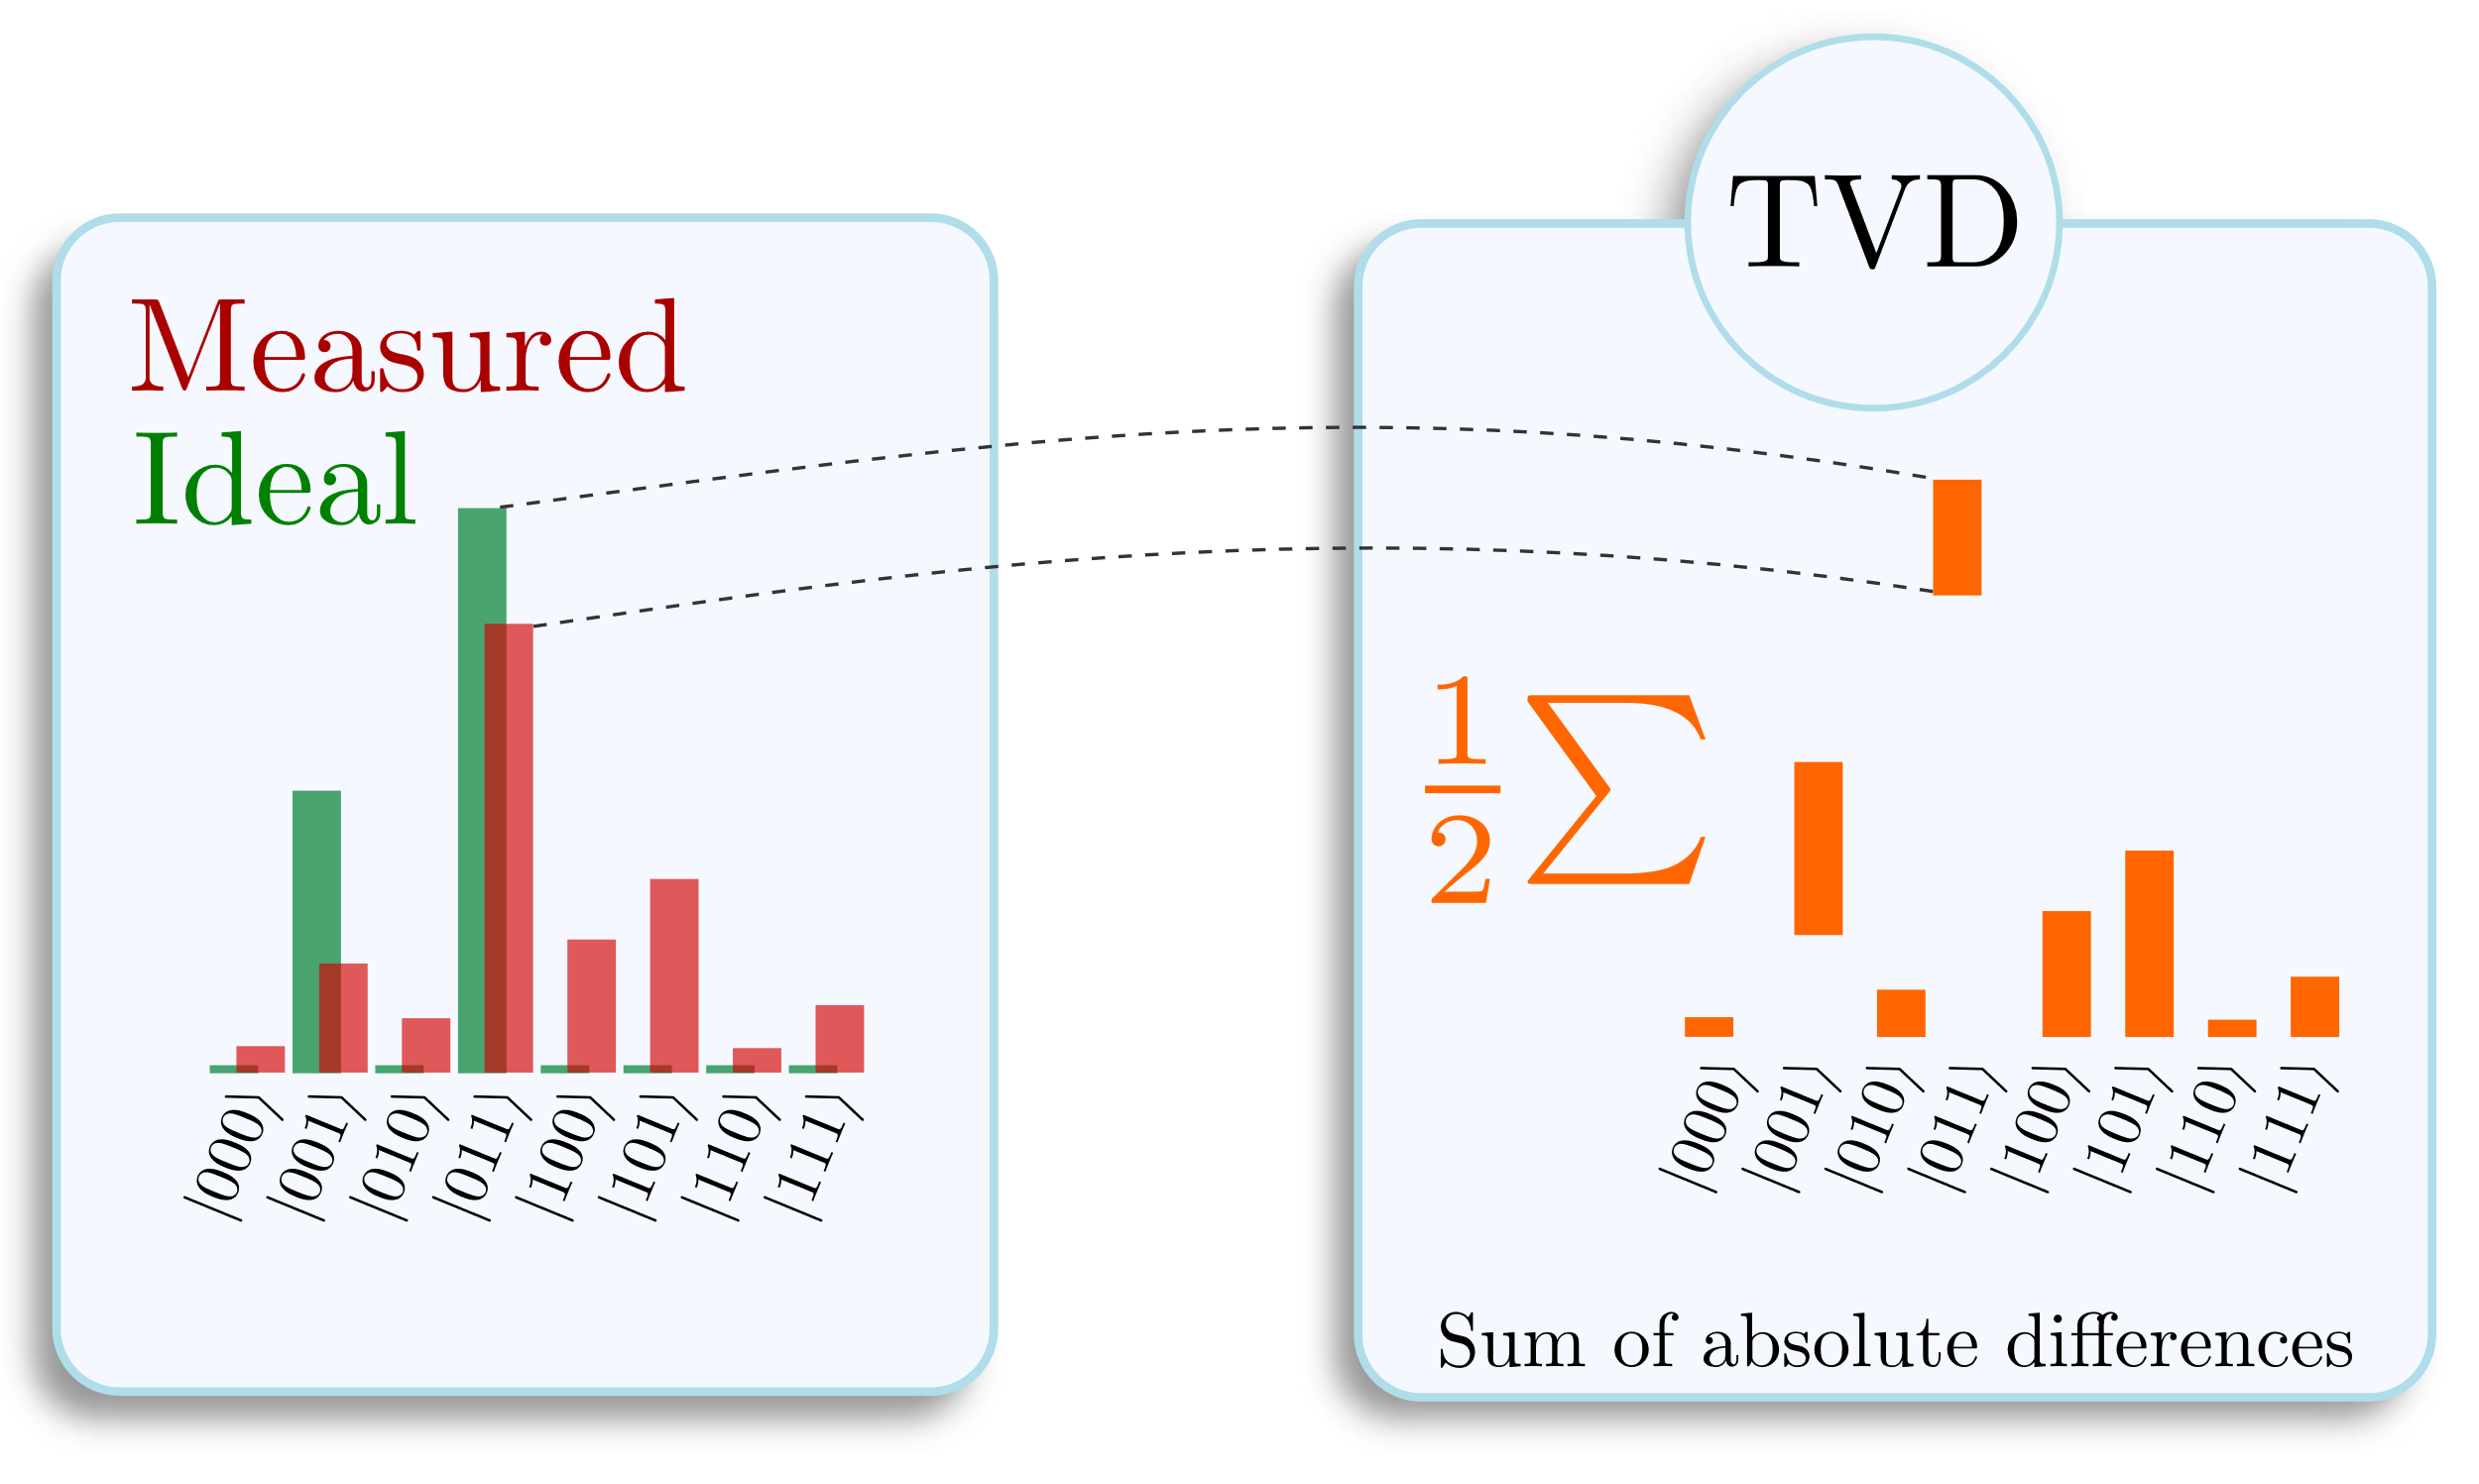 Measured
Ideal
|000⟩ |001⟩ |010⟩ |011⟩ |100⟩ |101⟩ |110⟩ |111⟩
TVD
1
2
∑
|000⟩ |001⟩ |010⟩ |011⟩ |100⟩ |101⟩ |110⟩ |111⟩
Sum of absolute differences